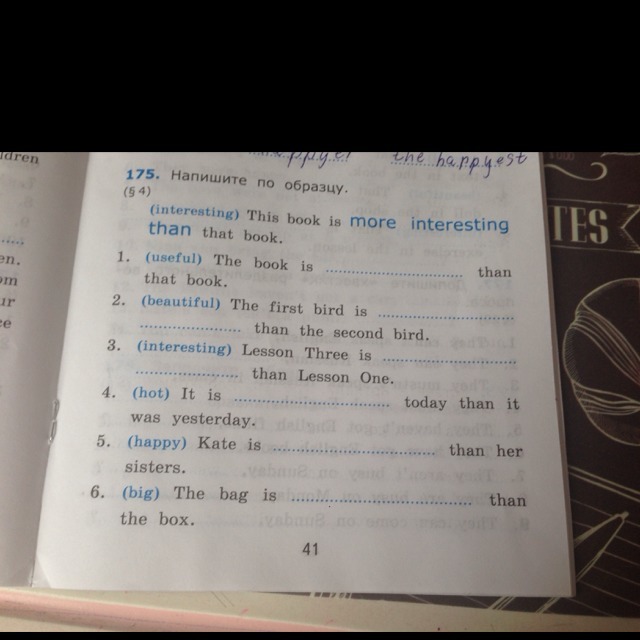 the happyest
dren
175. Напишите по образцу.
(§ 4)
(interesting) This book is more interesting
than that book.
1. (useful) The book is .......................... than
that book.
2. (beautiful) The first bird is ..........................
.................... than the second bird.
3. (interesting) Lesson Three is ..........................
.................... than Lesson One.
4. (hot) It is .............................. today than it
was yesterday.
5. (happy) Kate is .............................. than her
sisters.
6. (big) The bag is .............................. than
the box.
41
TES